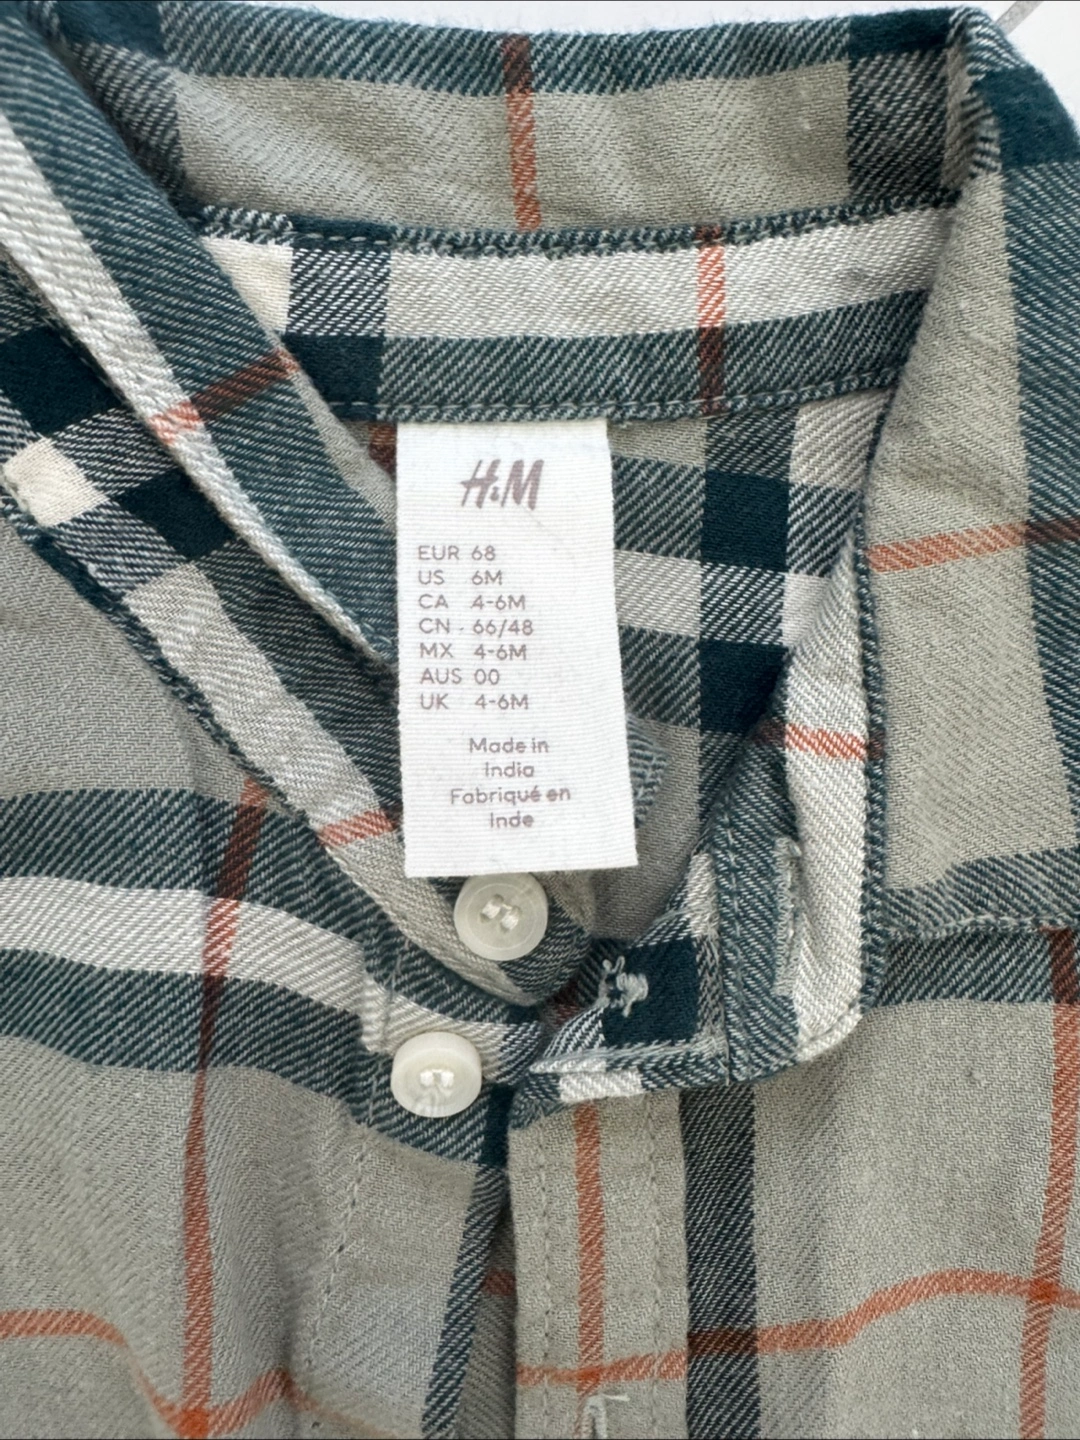 H&M
EUR 68
US 6M
CA 4-6M
CN 66/48
MX 4-6M
AUS 00
UK 4-6M
Made in
India
Fabriqué en
Inde